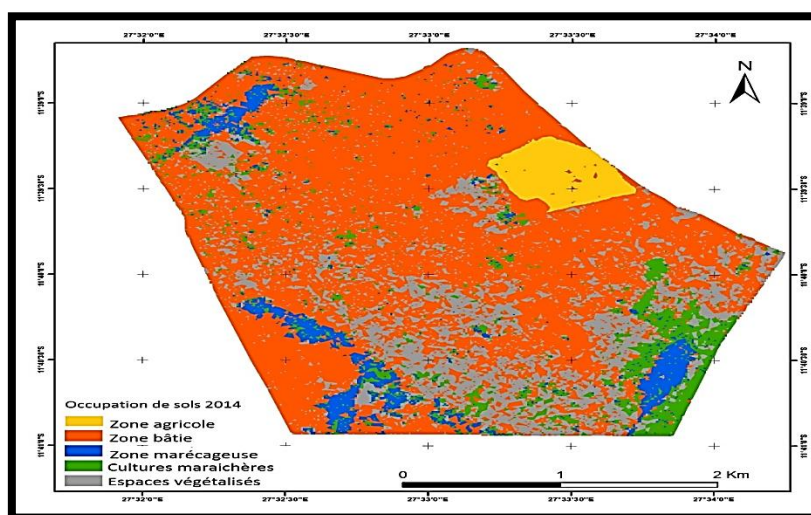 27°32'0"E 27°32'30"E 27°33'0"E 27°33'30"E 27°34'0"E
N
Occupation de sols 2014
Zone agricole
Zone bâtie
Zone marécageuse
Cultures maraichères
Espaces végétalisés
0 1 2 Km
27°32'0"E 27°32'30"E 27°33'0"E 27°33'30"E 27°34'0"E